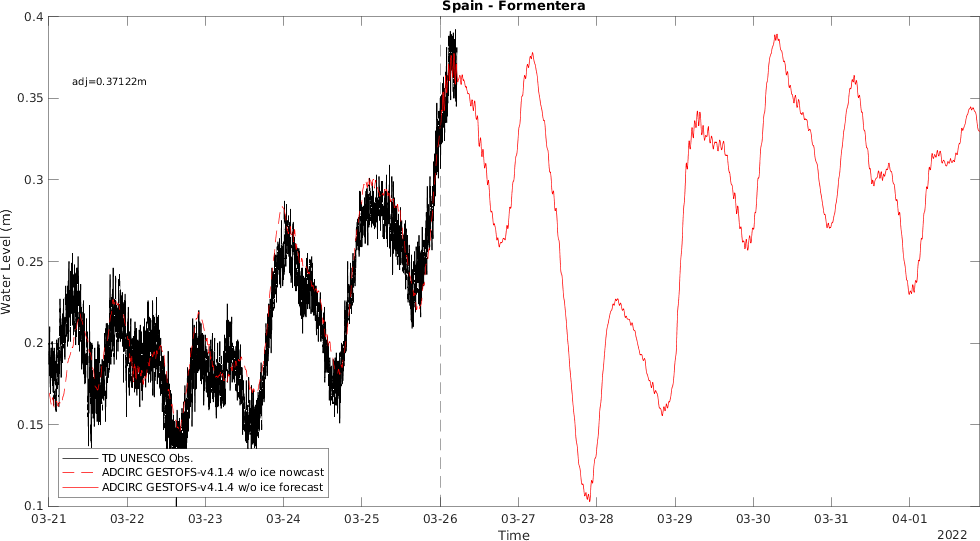 Spain - Formentera
0.4
adj=0.37122m
0.35
0.3
0.25
Water Level (m)
0.2
0.15
TD UNESCO Obs.
ADCIRC GESTOFS-v4.1.4 w/o ice nowcast
ADCIRC GESTOFS-v4.1.4 w/o ice forecast
0.1
03-21 03-22 03-23 03-24 03-25 03-26 03-27 03-28 03-29 03-30 03-31 04-01
Time
2022